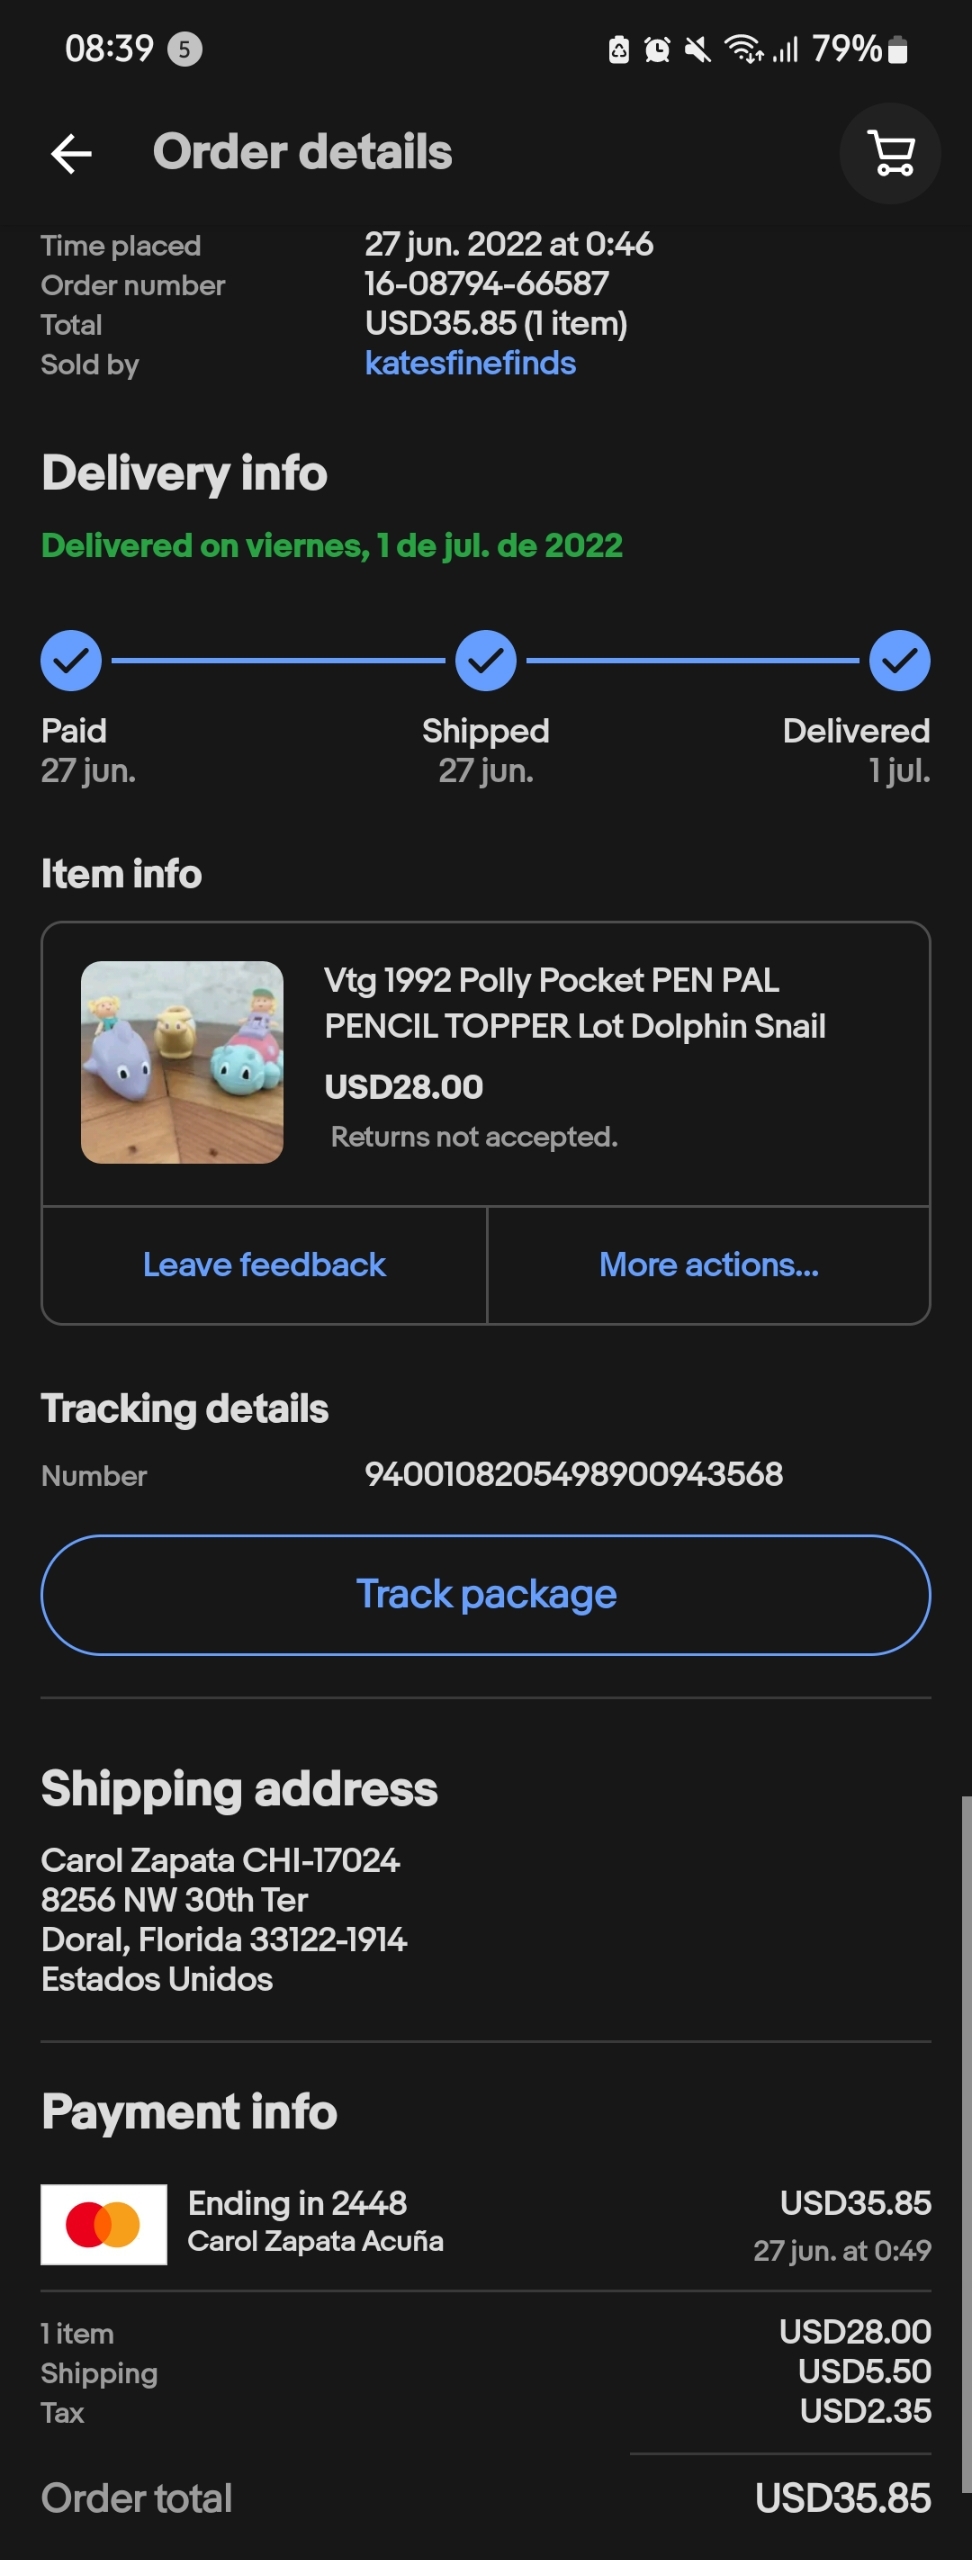 08:39 5 79%
Order details
Time placed 27 jun. 2022 at 0:46
Order number 16-08794-66587
Total USD35.85 (1 item)
Sold by katesfinefinds
Delivery info
Delivered on viernes, 1 de jul. de 2022
Paid Shipped Delivered
27 jun. 27 jun. 1 jul.
Item info
Vtg 1992 Polly Pocket PEN PAL
PENCIL TOPPER Lot Dolphin Snail
USD28.00
Returns not accepted.
Leave feedback More actions...
Tracking details
Number 9400108205498900943568
Track package
Shipping address
Carol Zapata CHI-17024
8256 NW 30th Ter
Doral, Florida 33122-1914
Estados Unidos
Payment info
Ending in 2448 USD35.85
Carol Zapata Acuña 27 jun. at 0:49
1 item USD28.00
Shipping USD5.50
Tax USD2.35
Order total USD35.85